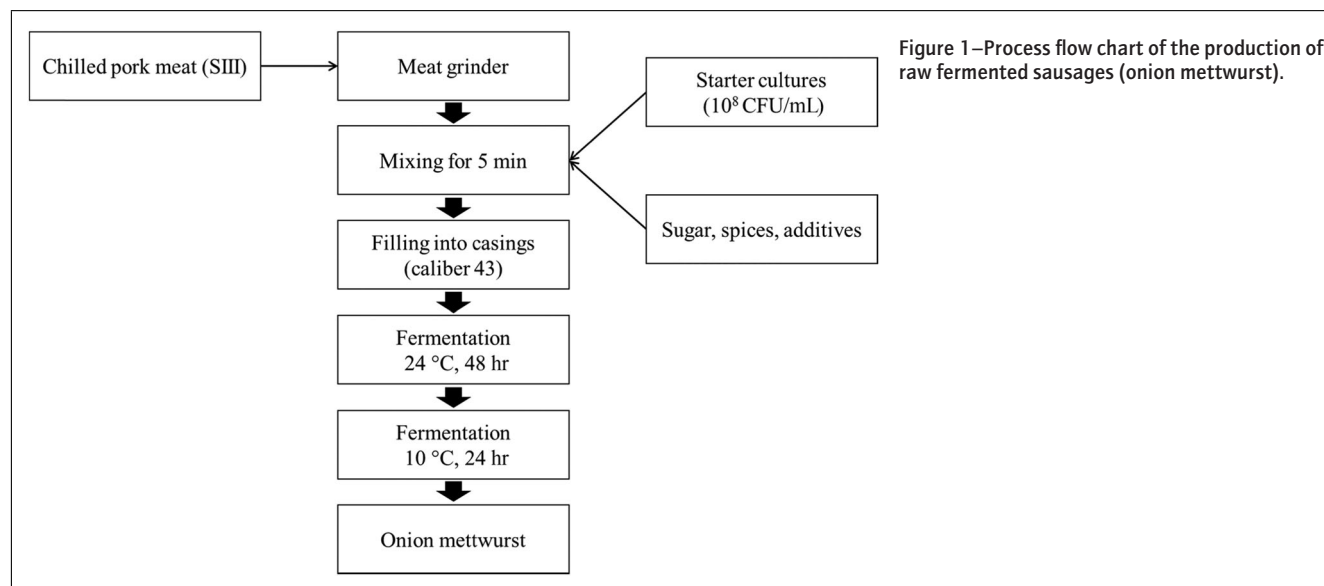 Figure 1–Process flow chart of the production of
raw fermented sausages (onion mettwurst).
Chilled pork meat (SIII)
Meat grinder
Starter cultures
(10⁸ CFU/mL)
Mixing for 5 min
Sugar, spices, additives
Filling into casings
(caliber 43)
Fermentation
24 °C, 48 hr
Fermentation
10 °C, 24 hr
Onion mettwurst